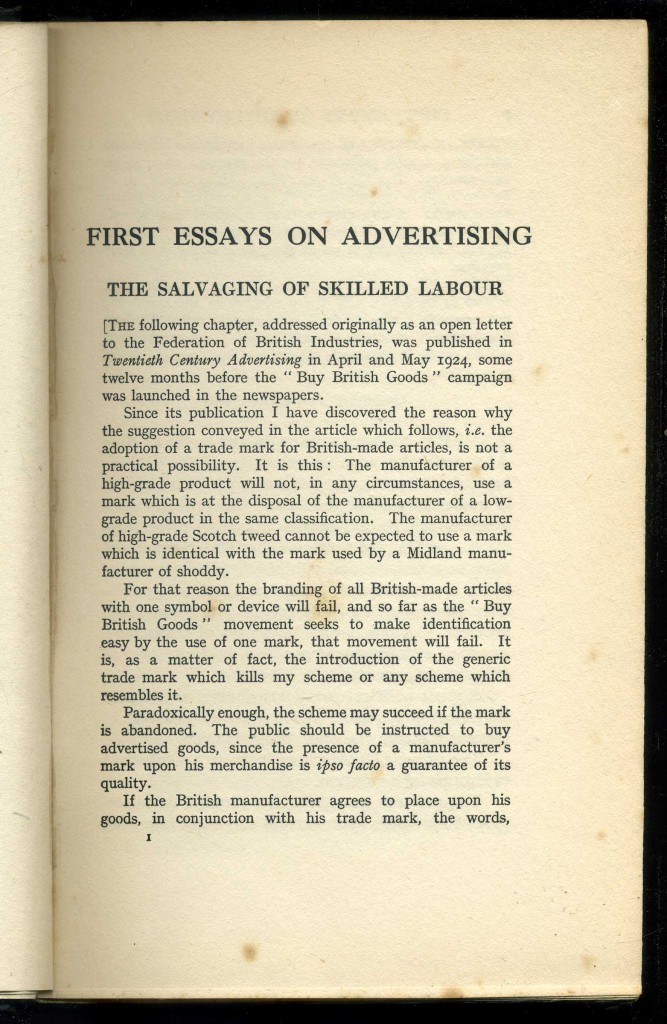 FIRST ESSAYS ON ADVERTISING
THE SALVAGING OF SKILLED LABOUR
[THE following chapter, addressed originally as an open letter
to the Federation of British Industries, was published in
Twentieth Century Advertising in April and May 1924, some
twelve months before the “ Buy British Goods ” campaign
was launched in the newspapers.
Since its publication I have discovered the reason why
the suggestion conveyed in the article which follows, i.e. the
adoption of a trade mark for British-made articles, is not a
practical possibility. It is this : The manufacturer of a
high-grade product will not, in any circumstances, use a
mark which is at the disposal of the manufacturer of a low-
grade product in the same classification. The manufacturer
of high-grade Scotch tweed cannot be expected to use a mark
which is identical with the mark used by a Midland manu-
facturer of shoddy.
For that reason the branding of all British-made articles
with one symbol or device will fail, and so far as the “ Buy
British Goods ” movement seeks to make identification
easy by the use of one mark, that movement will fail. It
is, as a matter of fact, the introduction of the generic
trade mark which kills my scheme or any scheme which
resembles it.
Paradoxically enough, the scheme may succeed if the mark
is abandoned. The public should be instructed to buy
advertised goods, since the presence of a manufacturer’s
mark upon his merchandise is ipso facto a guarantee of its
quality.
If the British manufacturer agrees to place upon his
goods, in conjunction with his trade mark, the words,
1